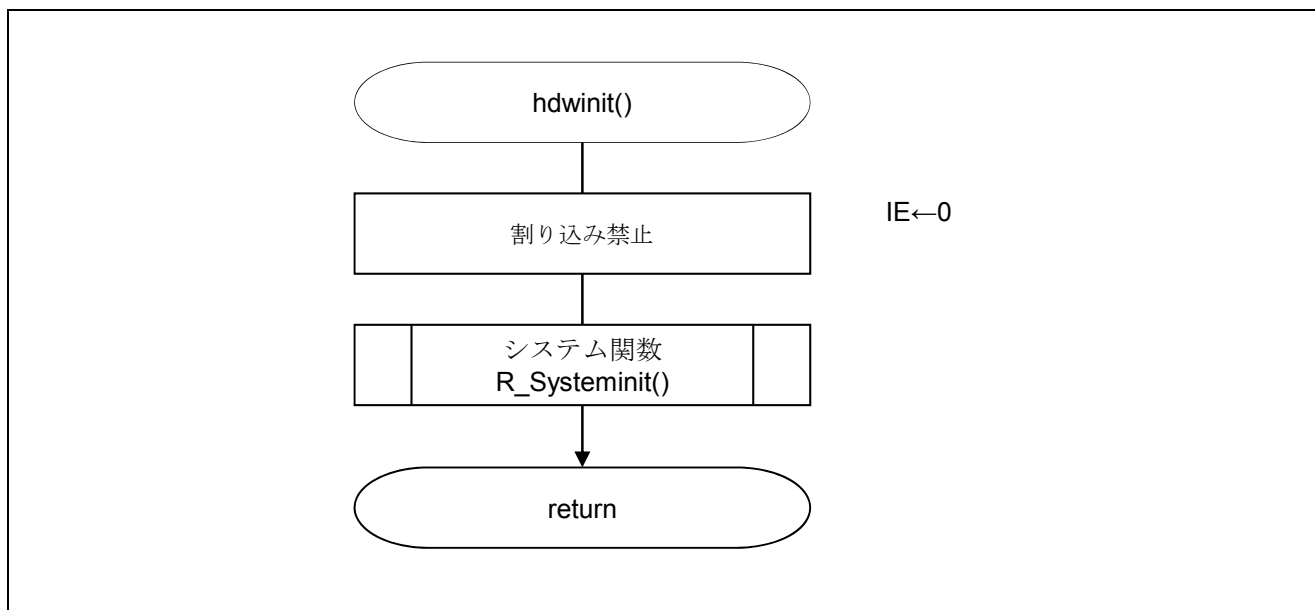 hdwinit()
割り込み禁止
IE←0
システム関数
R_Systeminit()
return